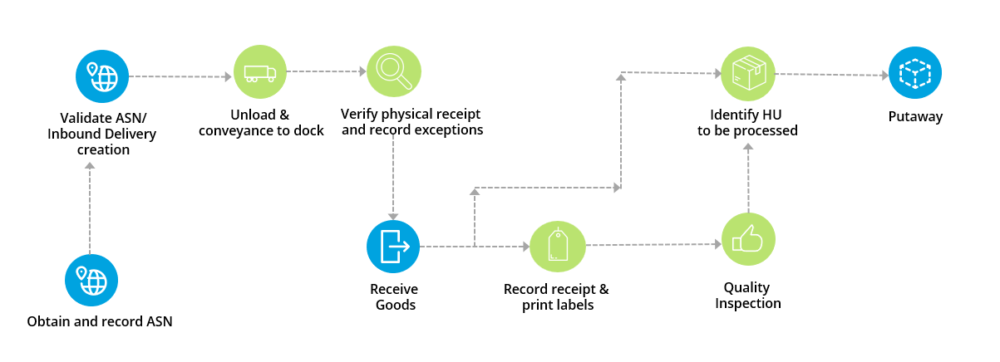 Validate ASN/
Inbound Delivery
creation
Unload &
conveyance to dock
Verify physical receipt
and record exceptions
Identify HU
to be processed
Putaway
Obtain and record ASN
Receive
Goods
Record receipt &
print labels
Quality
Inspection